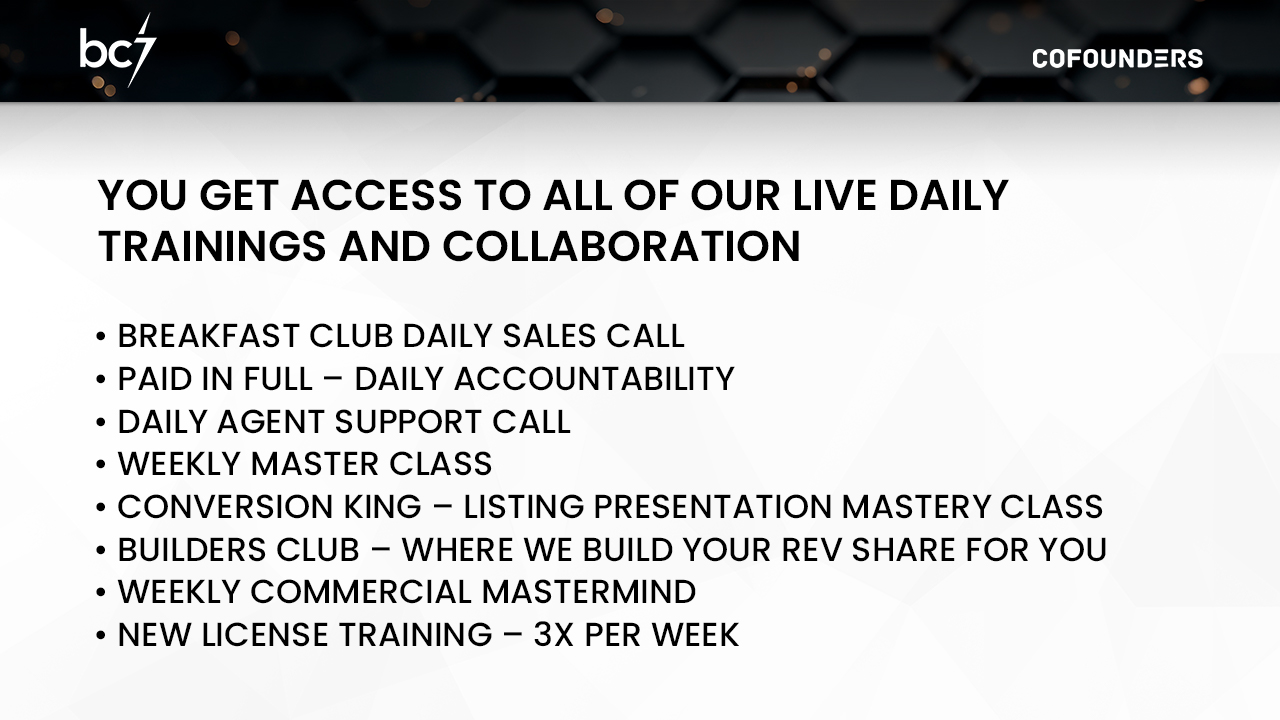 bc7
COFOUNDERS
YOU GET ACCESS TO ALL OF OUR LIVE DAILY
TRAININGS AND COLLABORATION
• BREAKFAST CLUB DAILY SALES CALL
• PAID IN FULL – DAILY ACCOUNTABILITY
• DAILY AGENT SUPPORT CALL
• WEEKLY MASTER CLASS
• CONVERSION KING – LISTING PRESENTATION MASTERY CLASS
• BUILDERS CLUB – WHERE WE BUILD YOUR REV SHARE FOR YOU
• WEEKLY COMMERCIAL MASTERMIND
• NEW LICENSE TRAINING – 3X PER WEEK